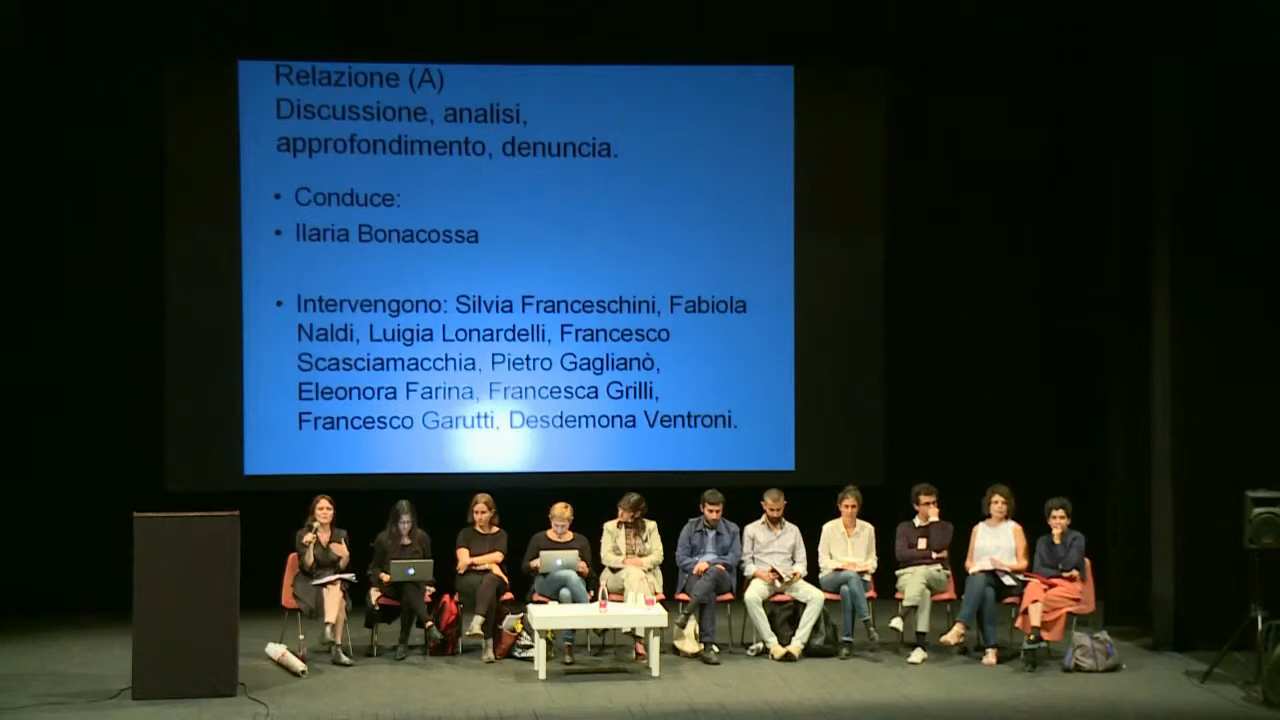 Relazione (A)
Discussione, analisi,
approfondimento, denuncia.
• Conduce:
• Ilaria Bonacossa
• Intervengono: Silvia Franceschini, Fabiola
Naldi, Luigia Lonardelli, Francesco
Scasciamacchia, Pietro Gaglianò,
Eleonora Farina, Francesca Grilli,
Francesco Garutti, Desdemona Ventroni.